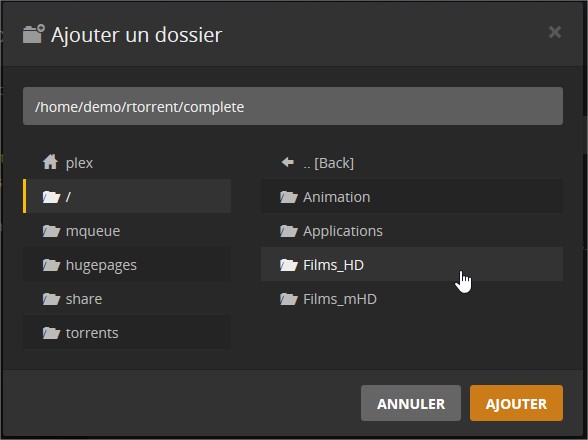 Ajouter un dossier
/home/demo/rtorrent/complete
plex
/
mqueue
hugepages
share
torrents
.. [Back]
Animation
Applications
Films_HD
Films_mHD
ANNULER
AJOUTER